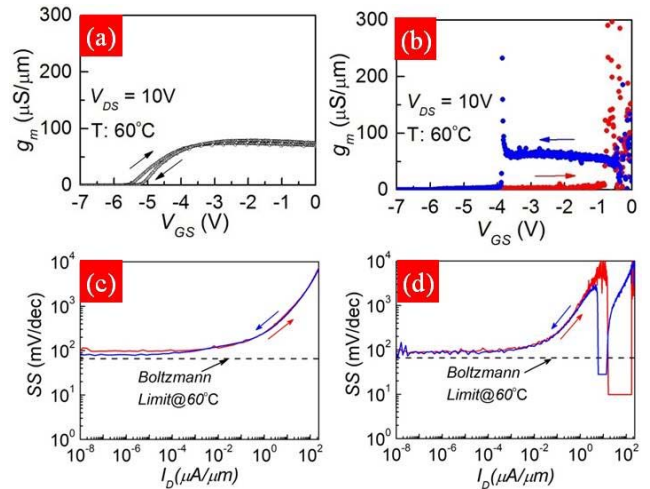 (a)
300
200
100
0
g_m (µS/µm)
V_DS = 10V
T: 60°C
-7 -6 -5 -4 -3 -2 -1 0
V_GS (V)
(b)
300
200
100
0
g_m (µS/µm)
V_DS = 10V
T: 60°C
-7 -6 -5 -4 -3 -2 -1 0
V_GS (V)
(c)
10^4
10^3
10^2
10^1
10^0
SS (mV/dec)
Boltzmann
Limit@60°C
10^-8 10^-6 10^-4 10^-2 10^0 10^2
I_D(µA/µm)
(d)
10^4
10^3
10^2
10^1
10^0
SS (mV/dec)
Boltzmann
Limit@60°C
10^-8 10^-6 10^-4 10^-2 10^0 10^2
I_D(µA/µm)